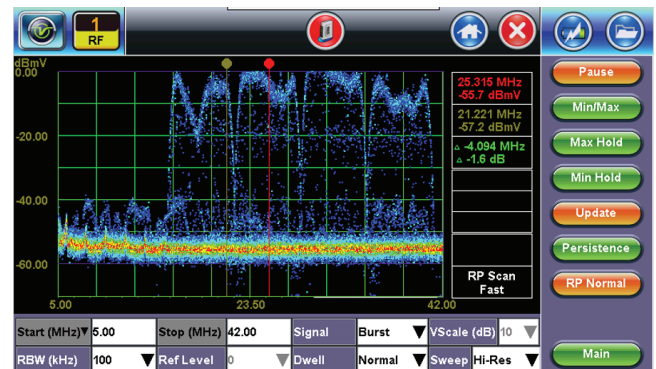 1
RF
dBmV
0.00
-20.00
-40.00
-60.00
5.00 23.50 42.00
25.315 MHz
-55.7 dBmV
21.221 MHz
-57.2 dBmV
△ -4.094 MHz
△ -1.6 dB
RP Scan
Fast
Pause
Min/Max
Max Hold
Min Hold
Update
Persistence
RP Normal
Main
Start (MHz) 5.00 Stop (MHz) 42.00 Signal Burst VScale (dB) 10
RBW (kHz) 100 Ref Level 0 Dwell Normal Sweep Hi-Res